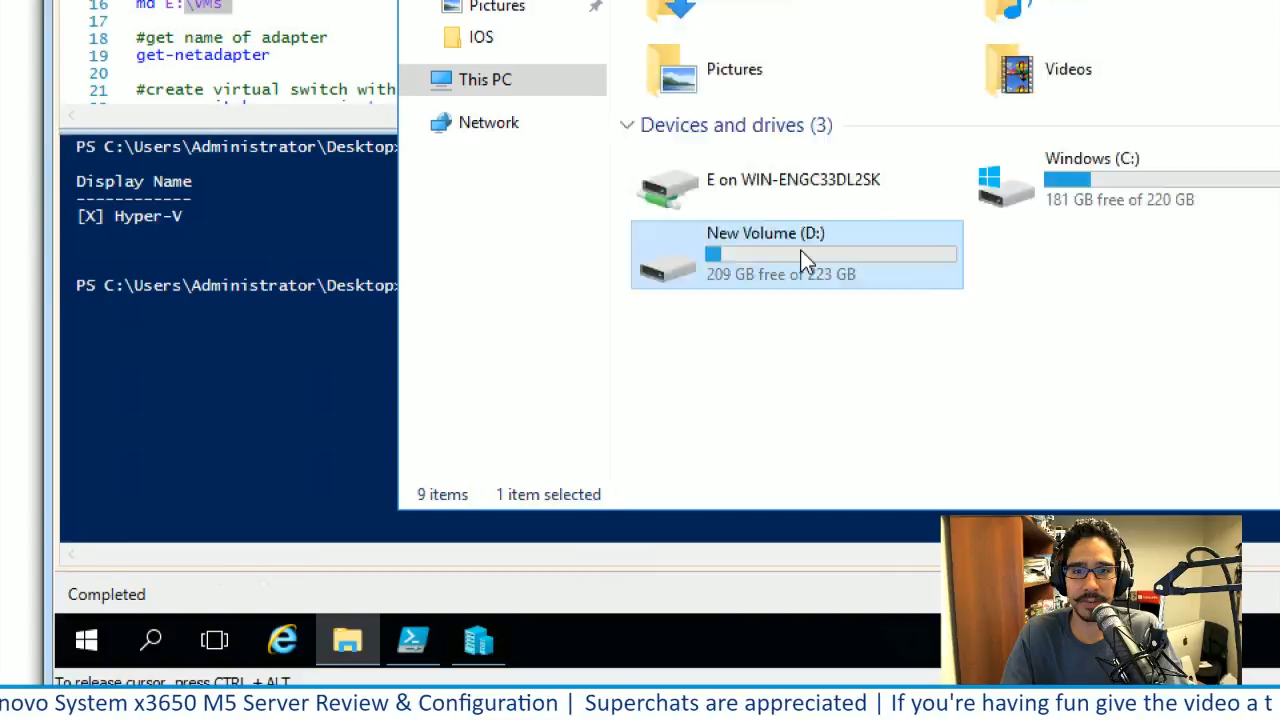 16 md E:\VMs
17
18 #get name of adapter
19 get-netadapter
20
21 #create virtual switch with
PS C:\Users\Administrator\Desktop>
Display Name
------------
[X] Hyper-V
PS C:\Users\Administrator\Desktop>
Completed
Pictures
IOS
This PC
Network
Pictures
Videos
Devices and drives (3)
E on WIN-ENGC33DL2SK
Windows (C:)
181 GB free of 220 GB
New Volume (D:)
209 GB free of 223 GB
9 items 1 item selected
To release cursor, press CTRL + ALT
novo System x3650 M5 Server Review & Configuration | Superchats are appreciated | If you're having fun give the video a t